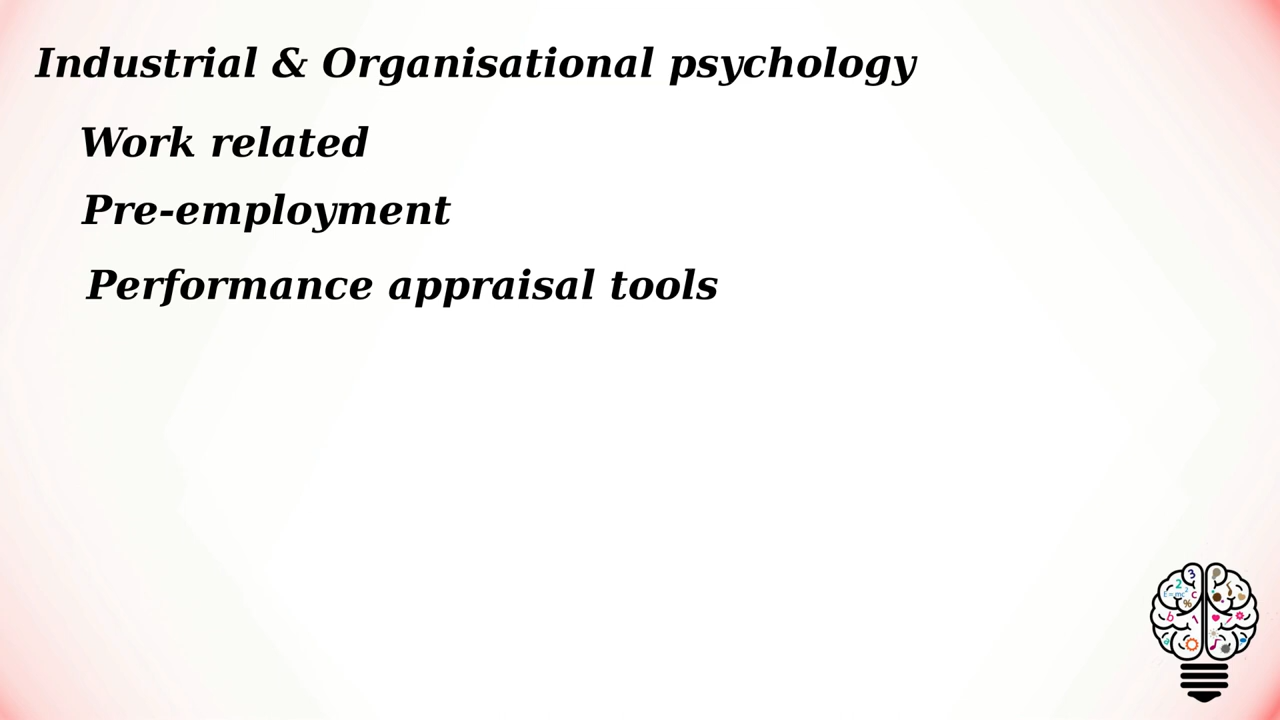 Industrial & Organisational psychology
Work related
Pre-employment
Performance appraisal tools